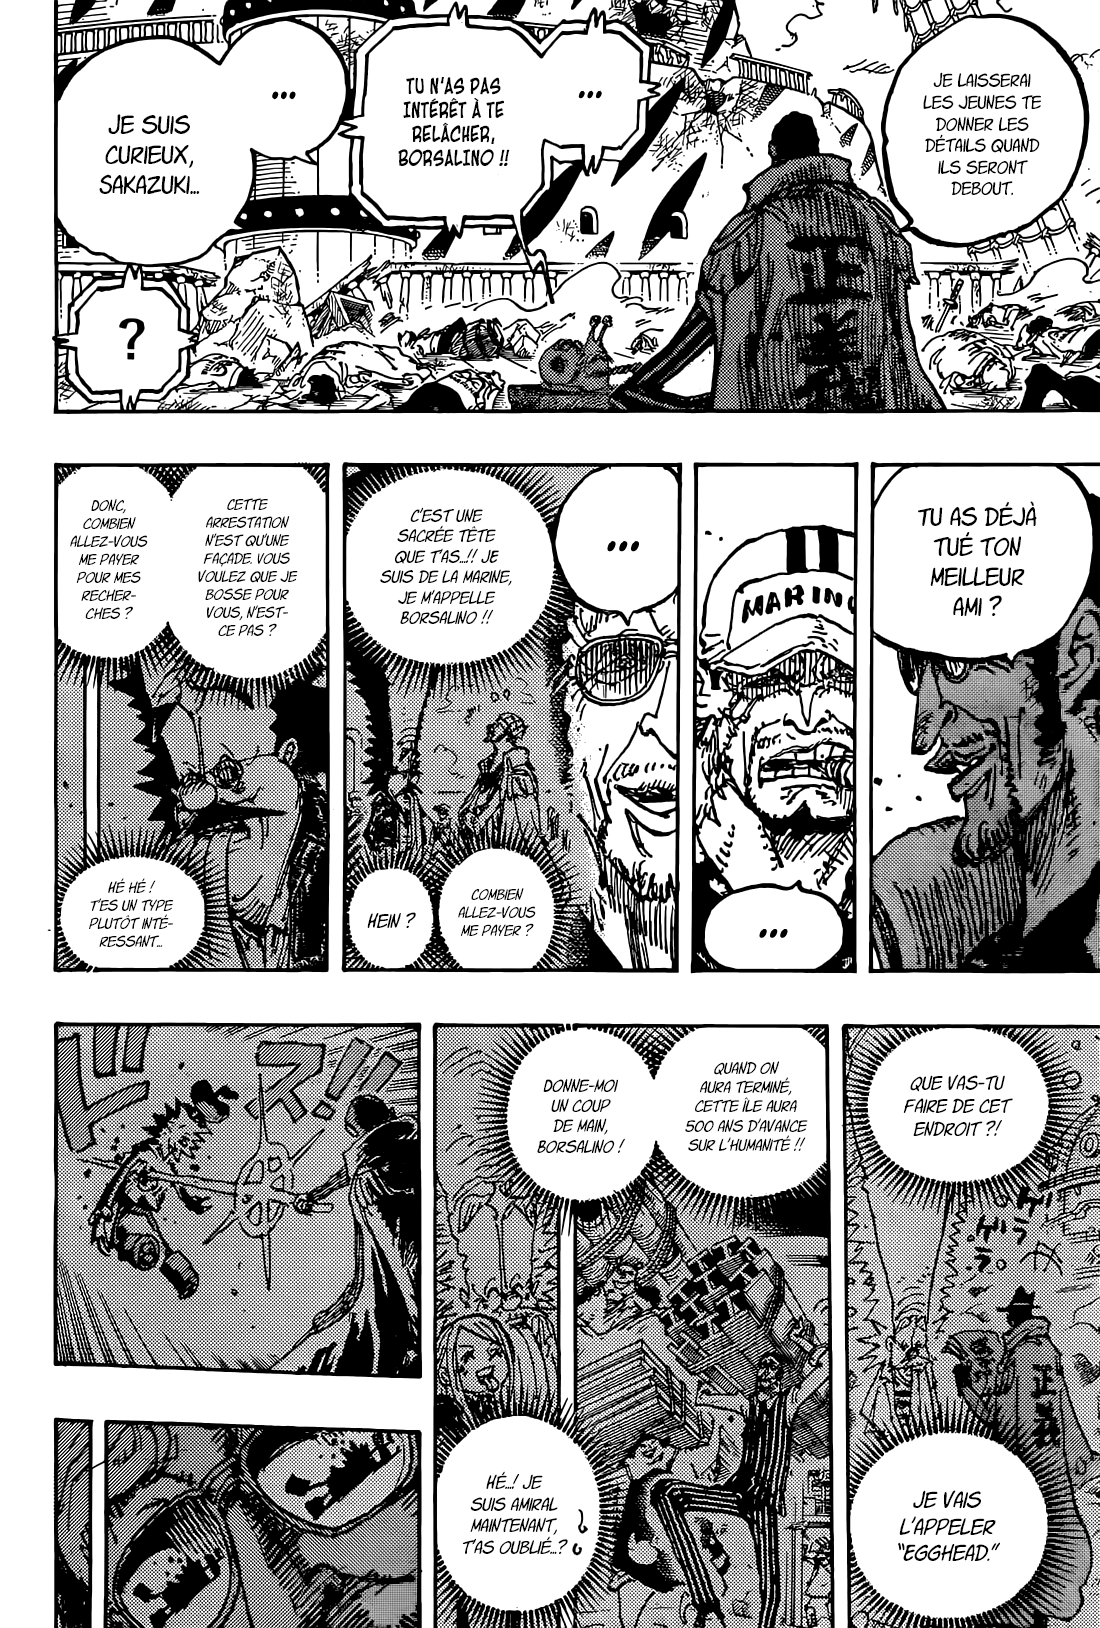 JE LAISSERAI
LES JEUNES TE
DONNER LES
DÉTAILS QUAND
ILS SERONT
DEBOUT.
...
TU N'AS PAS
INTÉRÊT À TE
RELÂCHER,
BORSALINO !!
...
JE SUIS
CURIEUX,
SAKAZUKI...
?
正義
TU AS DÉJÀ
TUÉ TON
MEILLEUR
AMI ?
MARINE
...
...
C'EST UNE
SACRÉE TÊTE
QUE T'AS...!! JE
SUIS DE LA MARINE,
JE M'APPELLE
BORSALINO !!
COMBIEN
ALLEZ-VOUS
ME PAYER ?
HEIN ?
CETTE
ARRESTATION
N'EST QU'UNE
FAÇADE. VOUS
VOULEZ QUE JE
BOSSE POUR
VOUS, N'EST-
CE PAS ?
DONC,
COMBIEN
ALLEZ-VOUS
ME PAYER
POUR MES
RECHER-
CHES ?
HÉ HÉ !
T'ES UN TYPE
PLUTÔT INTÉ-
RESSANT...
QUE VAS-TU
FAIRE DE CET
ENDROIT ?!
正義
JE VAIS
L'APPELER
"EGGHEAD."
QUAND ON
AURA TERMINÉ,
CETTE ÎLE AURA
500 ANS D'AVANCE
SUR L'HUMANITÉ !!
DONNE-MOI
UN COUP
DE MAIN,
BORSALINO !
HÉ...! JE
SUIS AMIRAL
MAINTENANT,
T'AS OUBLIÉ...?
ドス!!